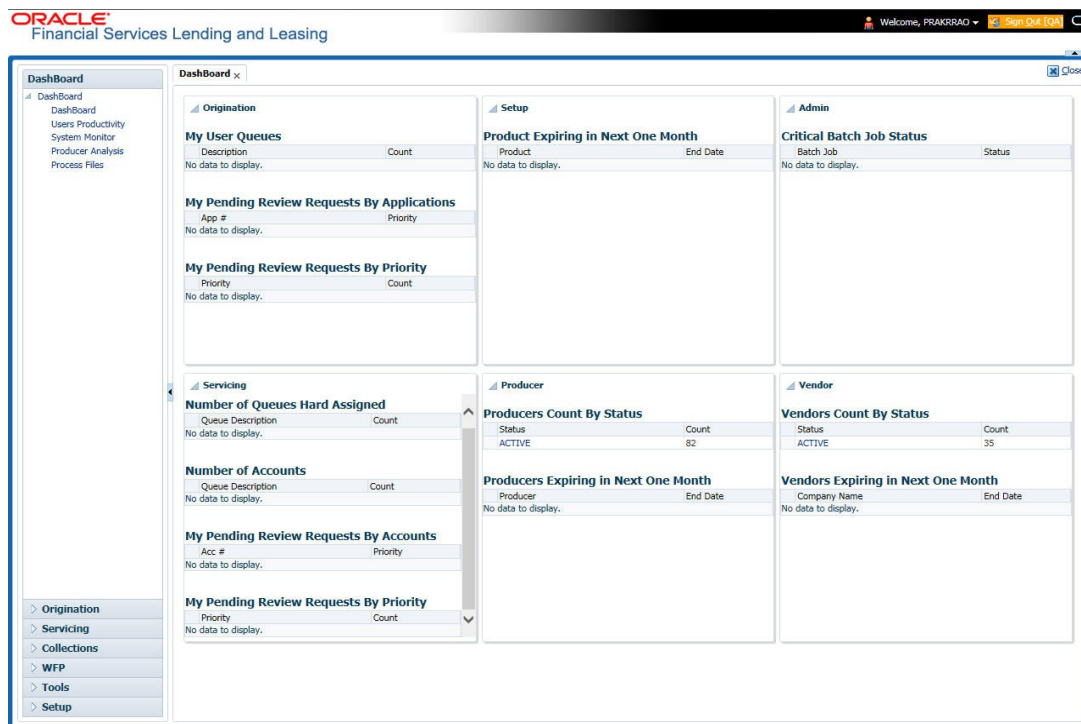 ORACLE®
Financial Services Lending and Leasing
Welcome, PRAKRRAO
Sign Out [QA]
DashBoard
DashBoard
DashBoard
Users Productivity
System Monitor
Producer Analysis
Process Files
Origination
Servicing
Collections
WFP
Tools
Setup
DashBoard x
Close
Origination
My User Queues
Description Count
No data to display.
My Pending Review Requests By Applications
App # Priority
No data to display.
My Pending Review Requests By Priority
Priority Count
No data to display.
Setup
Product Expiring in Next One Month
Product End Date
No data to display.
Admin
Critical Batch Job Status
Batch Job Status
No data to display.
Servicing
Number of Queues Hard Assigned
Queue Description Count
No data to display.
Number of Accounts
Queue Description Count
No data to display.
My Pending Review Requests By Accounts
Acc # Priority
No data to display.
My Pending Review Requests By Priority
Priority Count
No data to display.
Producer
Producers Count By Status
Status Count
ACTIVE 82
Producers Expiring in Next One Month
Producer End Date
No data to display.
Vendor
Vendors Count By Status
Status Count
ACTIVE 35
Vendors Expiring in Next One Month
Company Name End Date
No data to display.